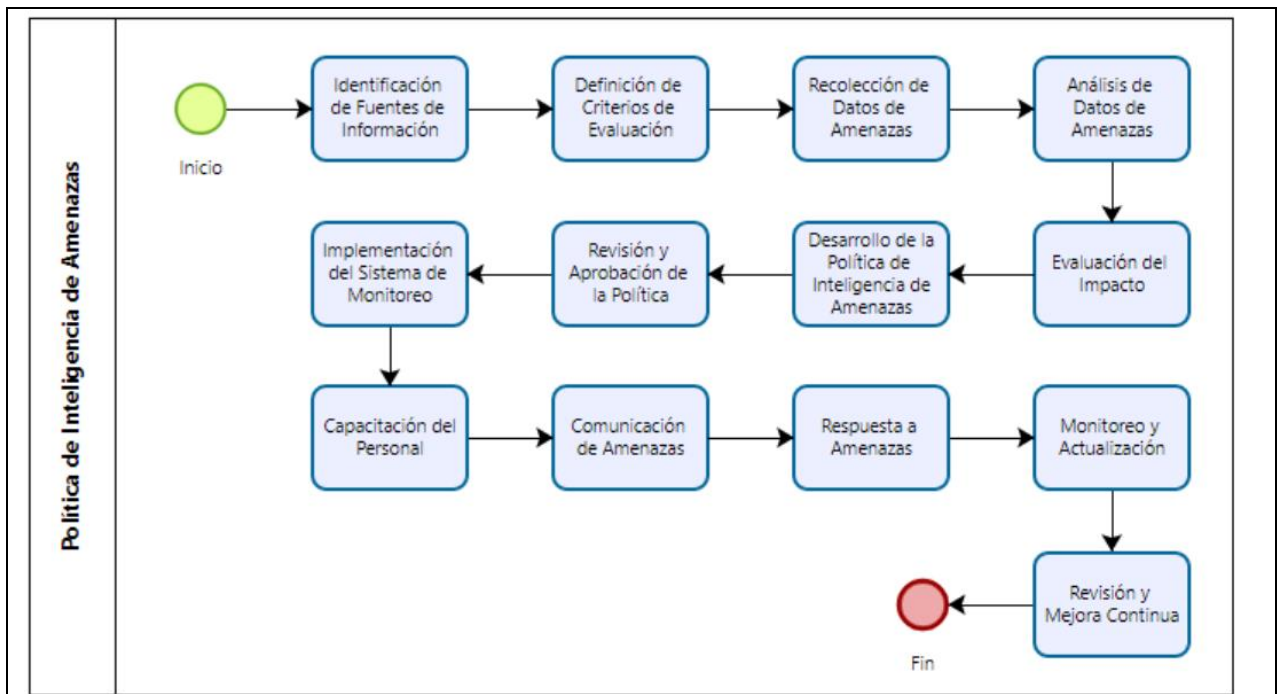 Política de Inteligencia de Amenazas
Inicio
Identificación
de Fuentes de
Información
Definición de
Criterios de
Evaluación
Recolección de
Datos de
Amenazas
Análisis de
Datos de
Amenazas
Evaluación del
Impacto
Desarrollo de la
Política de
Inteligencia de
Amenazas
Revisión y
Aprobación de
la Política
Implementación
del Sistema de
Monitoreo
Capacitación del
Personal
Comunicación
de Amenazas
Respuesta a
Amenazas
Monitoreo y
Actualización
Revisión y
Mejora Continua
Fin